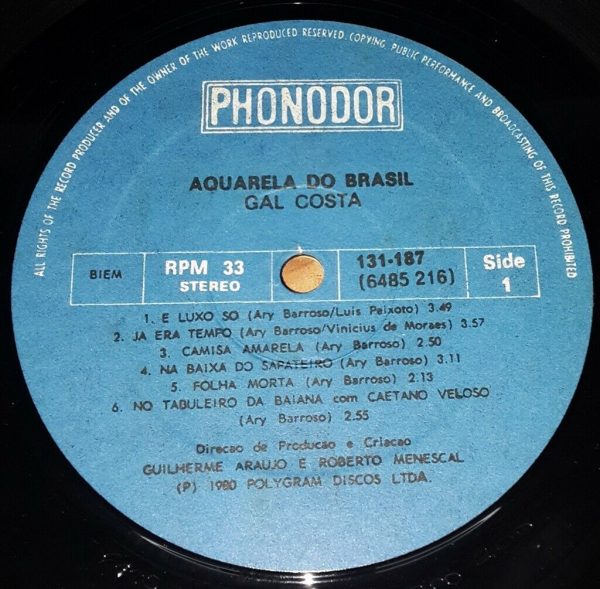 ALL RIGHTS OF THE RECORD PRODUCER AND OF THE OWNER OF THE WORK REPRODUCED RESERVED. COPYING, PUBLIC PERFORMANCE AND BROADCASTING OF THIS RECORD PROHIBITED
PHONODOR
AQUARELA DO BRASIL
GAL COSTA
BIEM
RPM 33
STEREO
131-187
(6485 216)
Side
1
1. E LUXO SO (Ary Barroso/Luis Peixoto) 3.49
2. JA ERA TEMPO (Ary Barroso/Vinicius de Moraes) 3.57
3. CAMISA AMARELA (Ary Barroso) 2.50
4. NA BAIXA DO SAPATEIRO (Ary Barroso) 3.11
5. FOLHA MORTA (Ary Barroso) 2.13
6. NO TABULEIRO DA BAIANA com CAETANO VELOSO
(Ary Barroso) 2.55
Direcao de Producao e Criacao
GUILHERME ARAUJO E ROBERTO MENESCAL
(P) 1980 POLYGRAM DISCOS LTDA.